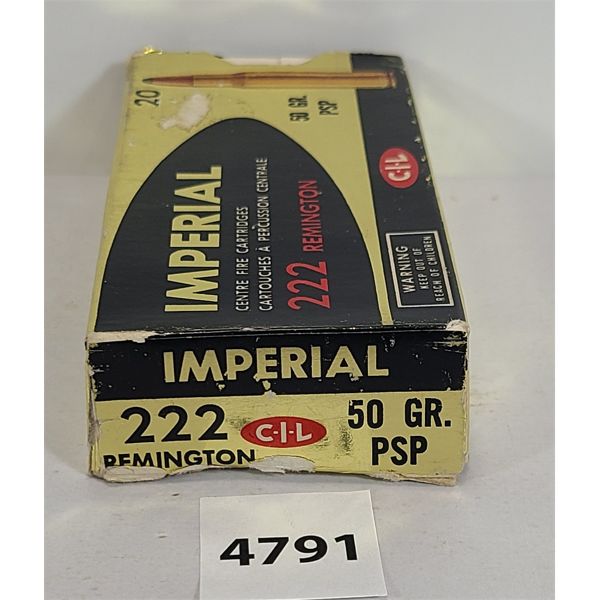 20
50 GR.
PSP
IMPERIAL
CENTRE FIRE CARTRIDGES
CARTOUCHES À PERCUSSION CENTRALE
222 REMINGTON
C-I-L
WARNING
KEEP OUT OF
REACH OF CHILDREN
IMPERIAL
222
REMINGTON
C-I-L
50 GR.
PSP
4791